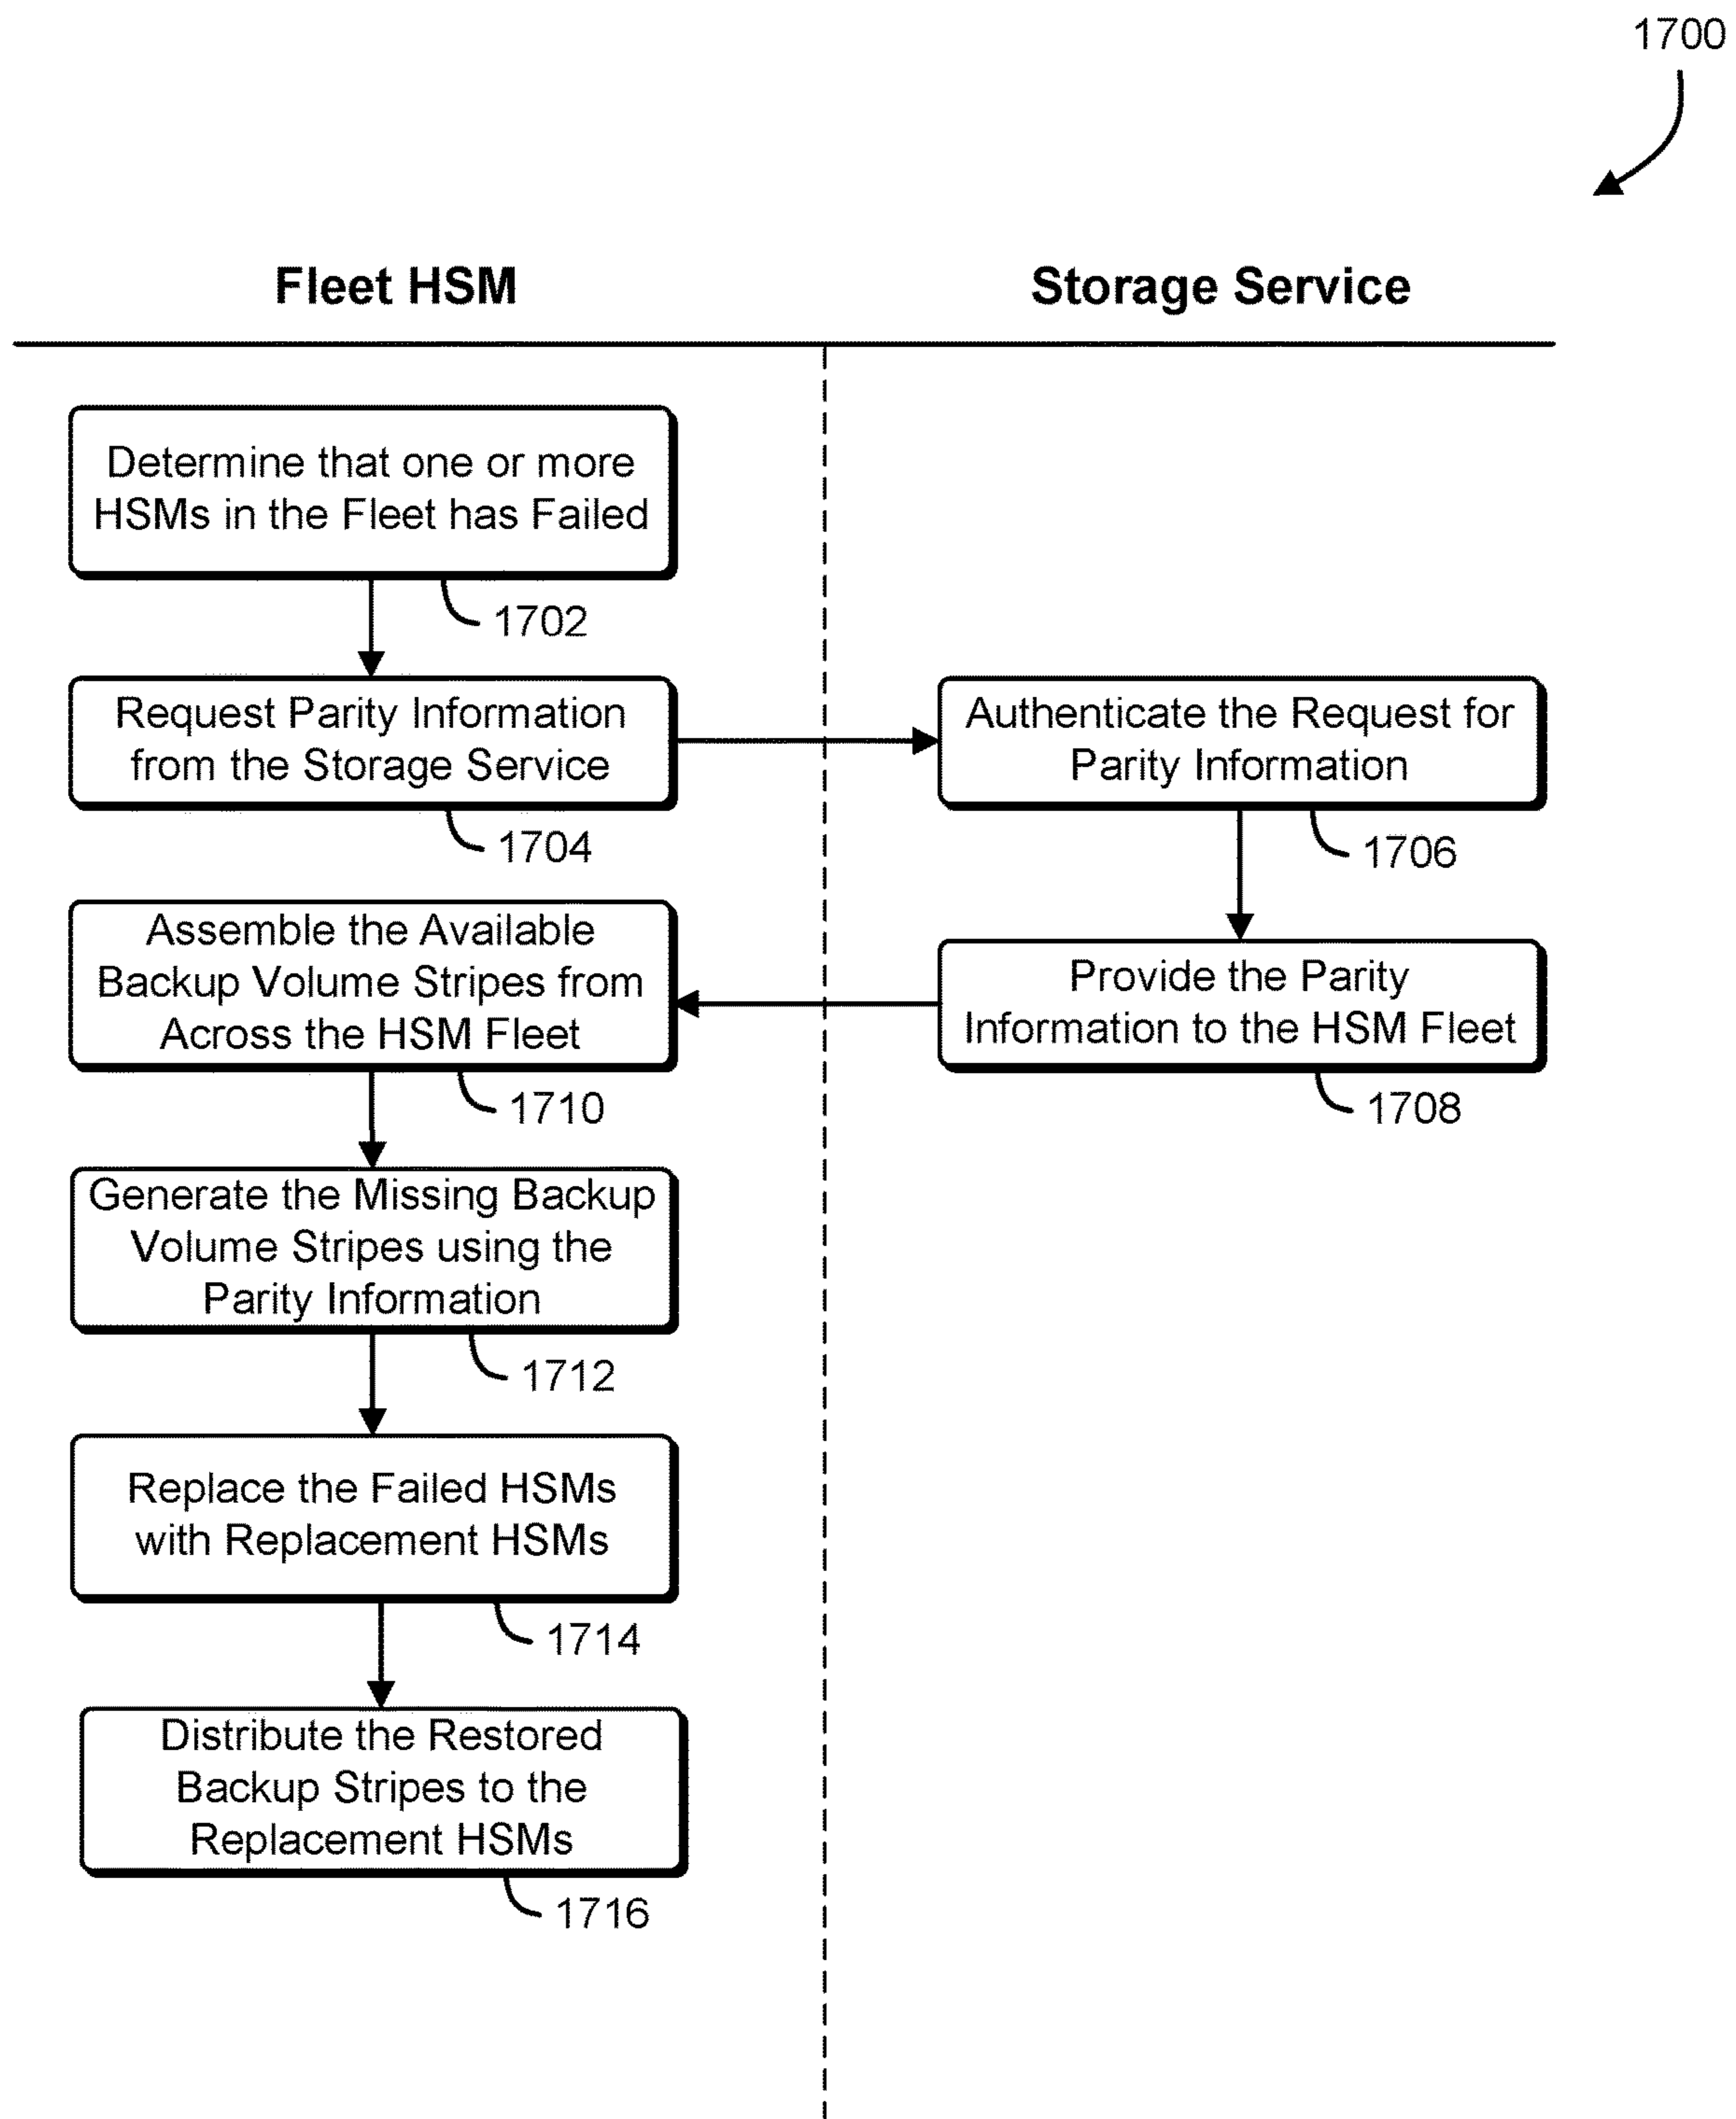 1700
Fleet HSM
Storage Service
Determine that one or more
HSMs in the Fleet has Failed
1702
Request Parity Information
from the Storage Service
1704
Authenticate the Request for
Parity Information
1706
Provide the Parity
Information to the HSM Fleet
1708
Assemble the Available
Backup Volume Stripes from
Across the HSM Fleet
1710
Generate the Missing Backup
Volume Stripes using the
Parity Information
1712
Replace the Failed HSMs
with Replacement HSMs
1714
Distribute the Restored
Backup Stripes to the
Replacement HSMs
1716